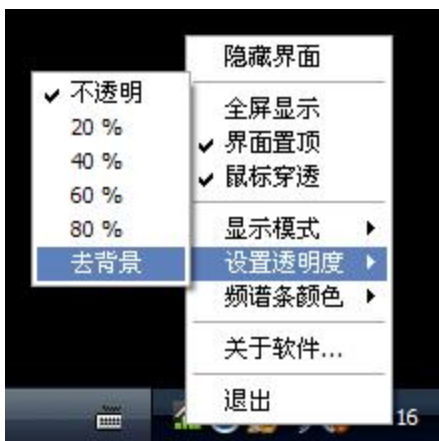 隐藏界面
全屏显示
界面置顶
鼠标穿透
显示模式
设置透明度
频谱条颜色
关于软件...
退出
不透明
20 %
40 %
60 %
80 %
去背景
16